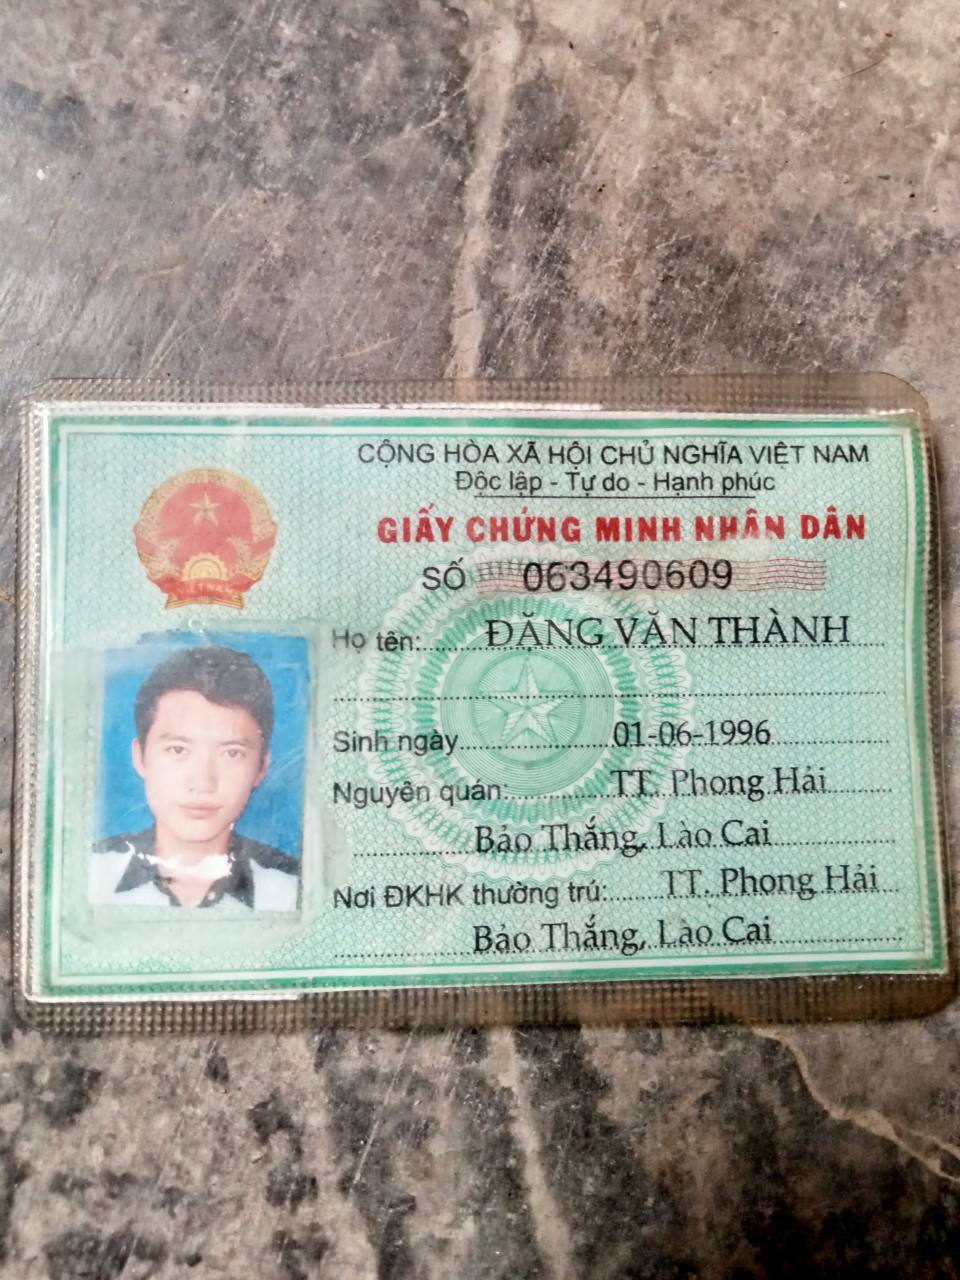 CỘNG HÒA XÃ HỘI CHỦ NGHĨA VIỆT NAM
Độc lập - Tự do - Hạnh phúc
GIẤY CHỨNG MINH NHÂN DÂN
SỐ 063490609
Họ tên: ĐẶNG VĂN THÀNH
Sinh ngày 01-06-1996
Nguyên quán: TT. Phong Hải
Bảo Thắng, Lào Cai
Nơi ĐKHK thường trú: TT. Phong Hải
Bảo Thắng, Lào Cai
VIỆT NAM